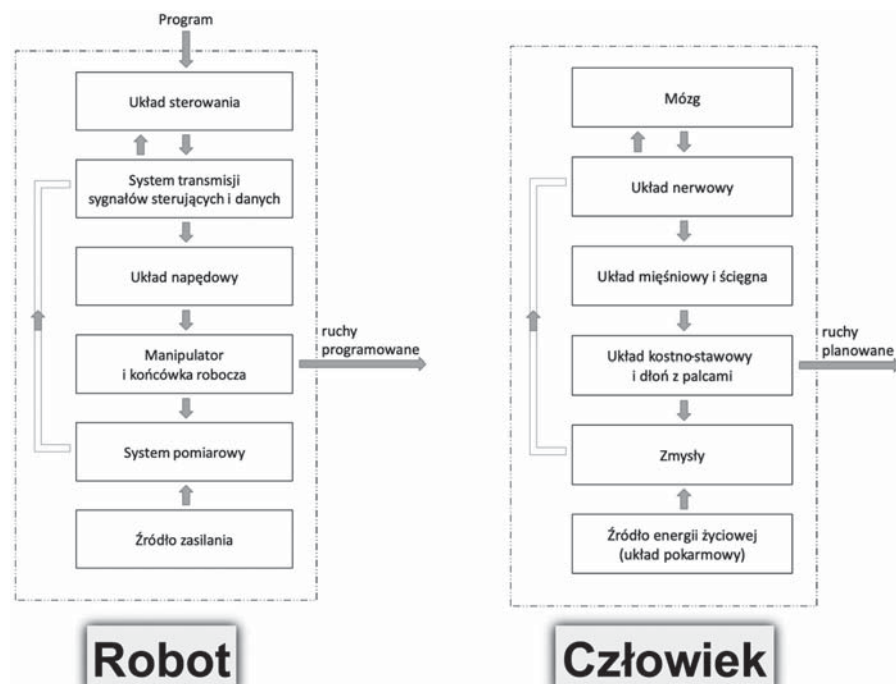 Program
Układ sterowania
System transmisji
sygnałów sterujących i danych
Układ napędowy
Manipulator
i końcówka robocza
ruchy
programowane
System pomiarowy
Źródło zasilania
Robot
Mózg
Układ nerwowy
Układ mięśniowy i ścięgna
Układ kostno-stawowy
i dłoń z palcami
ruchy
planowane
Zmysły
Źródło energii życiowej
(układ pokarmowy)
Człowiek